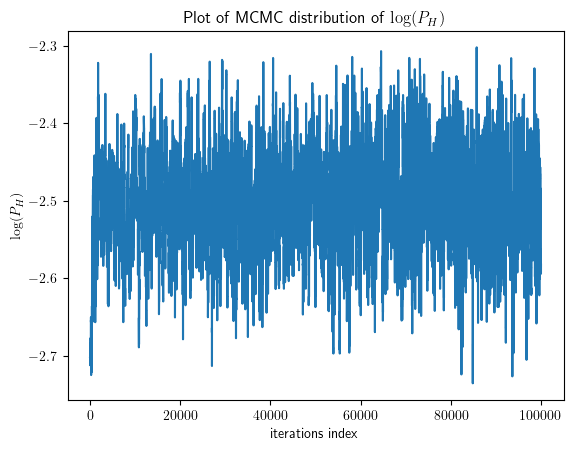 Plot of MCMC distribution of log(P_H)
−2.3
−2.4
−2.5
−2.6
−2.7
log(P_H)
0 20000 40000 60000 80000 100000
iterations index